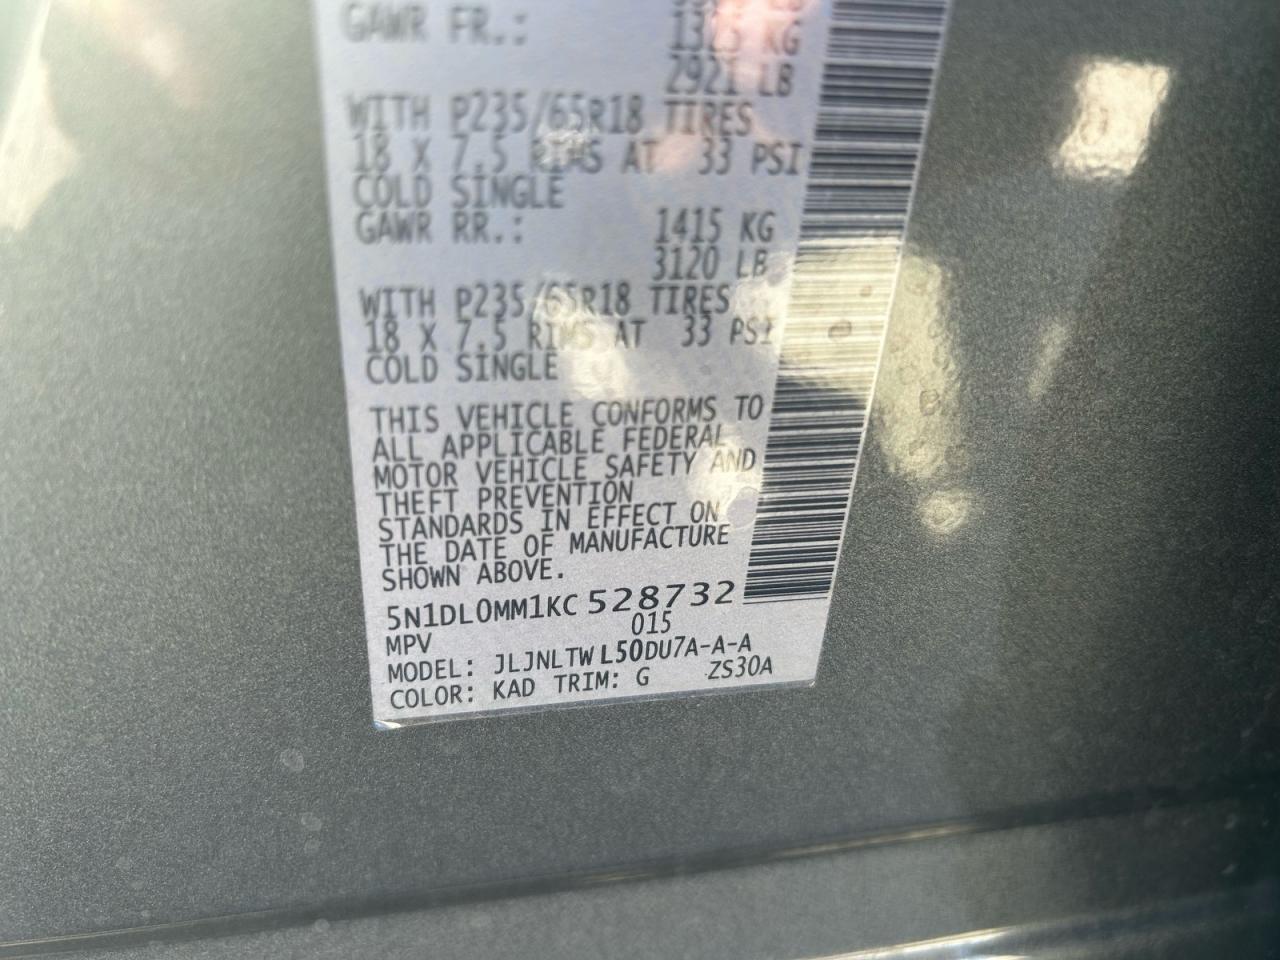 GAWR FR.: 1325 KG
2921 LB
WITH P235/65R18 TIRES
18 X 7.5 RIMS AT 33 PSI
COLD SINGLE
GAWR RR.: 1415 KG
3120 LB
WITH P235/65R18 TIRES
18 X 7.5 RIMS AT 33 PSI
COLD SINGLE
THIS VEHICLE CONFORMS TO
ALL APPLICABLE FEDERAL
MOTOR VEHICLE SAFETY AND
THEFT PREVENTION
STANDARDS IN EFFECT ON
THE DATE OF MANUFACTURE
SHOWN ABOVE.
5N1DL0MM1KC528732
MPV 015
MODEL: JLJNLTWL50DU7A-A-A
COLOR: KAD TRIM: G ZS30A